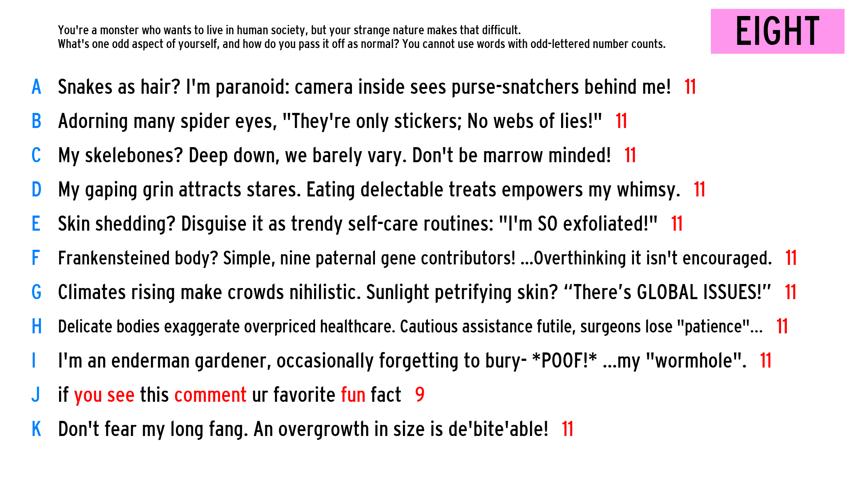 You're a monster who wants to live in human society, but your strange nature makes that difficult.
What's one odd aspect of yourself, and how do you pass it off as normal? You cannot use words with odd-lettered number counts.
EIGHT
A Snakes as hair? I'm paranoid: camera inside sees purse-snatchers behind me! 11
B Adorning many spider eyes, "They're only stickers; No webs of lies!" 11
C My skelebones? Deep down, we barely vary. Don't be marrow minded! 11
D My gaping grin attracts stares. Eating delectable treats empowers my whimsy. 11
E Skin shedding? Disguise it as trendy self-care routines: "I'm SO exfoliated!" 11
F Frankensteined body? Simple, nine paternal gene contributors! ...Overthinking it isn't encouraged. 11
G Climates rising make crowds nihilistic. Sunlight petrifying skin? “There’s GLOBAL ISSUES!” 11
H Delicate bodies exaggerate overpriced healthcare. Cautious assistance futile, surgeons lose "patience"... 11
I I'm an enderman gardener, occasionally forgetting to bury- *POOF!* ...my "wormhole". 11
J if you see this comment ur favorite fun fact 9
K Don't fear my long fang. An overgrowth in size is de'bite'able! 11